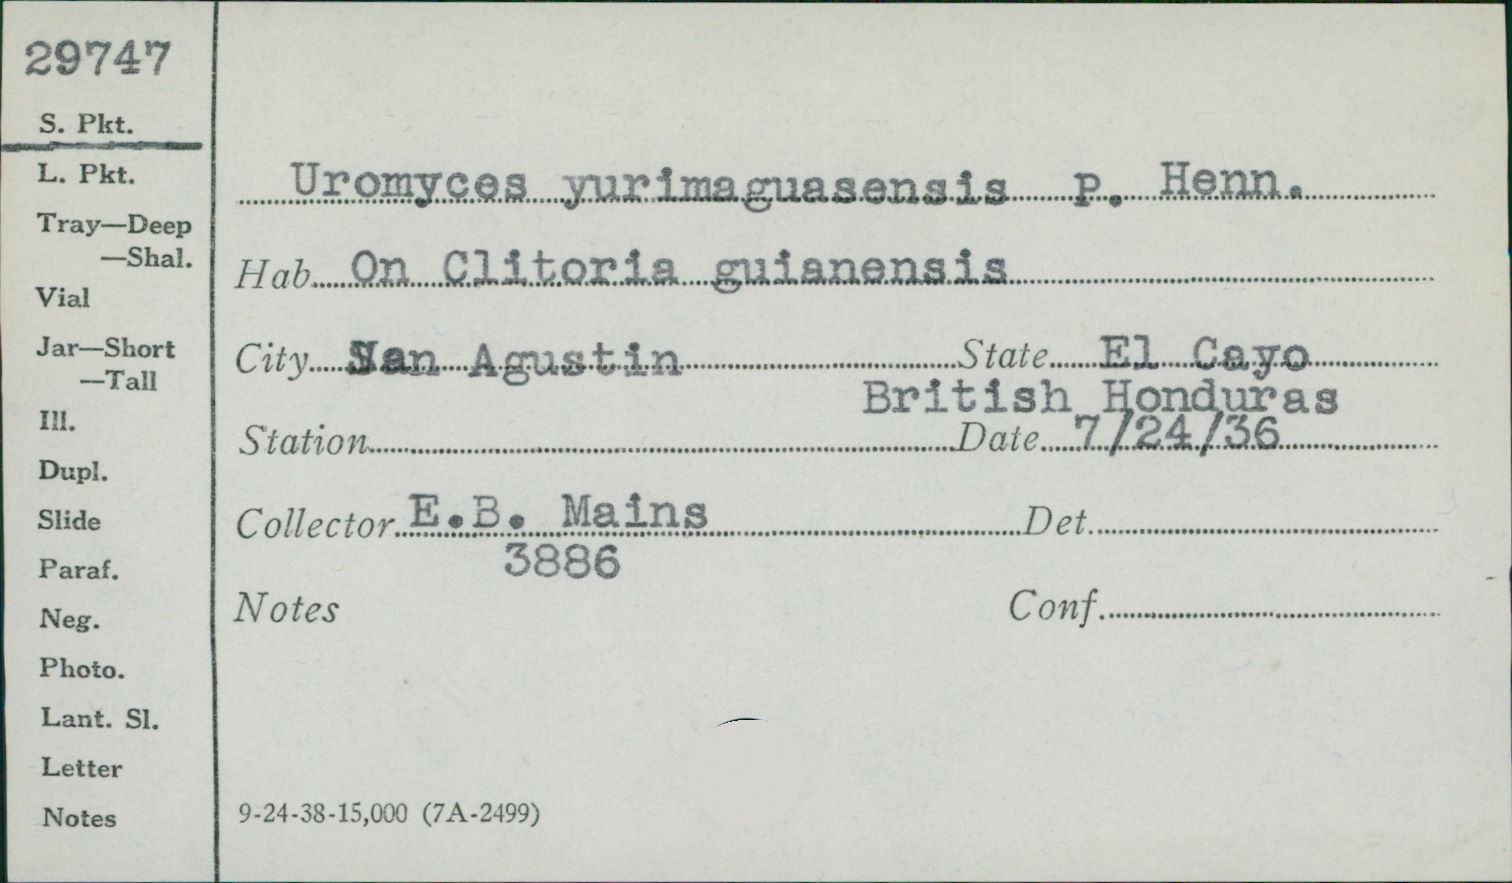 29747
S. Pkt.
L. Pkt.
Tray—Deep
—Shal.
Vial
Jar—Short
—Tall
Ill.
Dupl.
Slide
Paraf.
Neg.
Photo.
Lant. Sl.
Letter
Notes
Uromyces yurimaguasensis P. Henn.
Hab. On Clitoria guianensis
City San Agustin State El Cayo
British Honduras
Station Date 7/24/36
Collector E.B. Mains Det.
3886
Notes Conf.
9-24-38-15,000 (7A-2499)